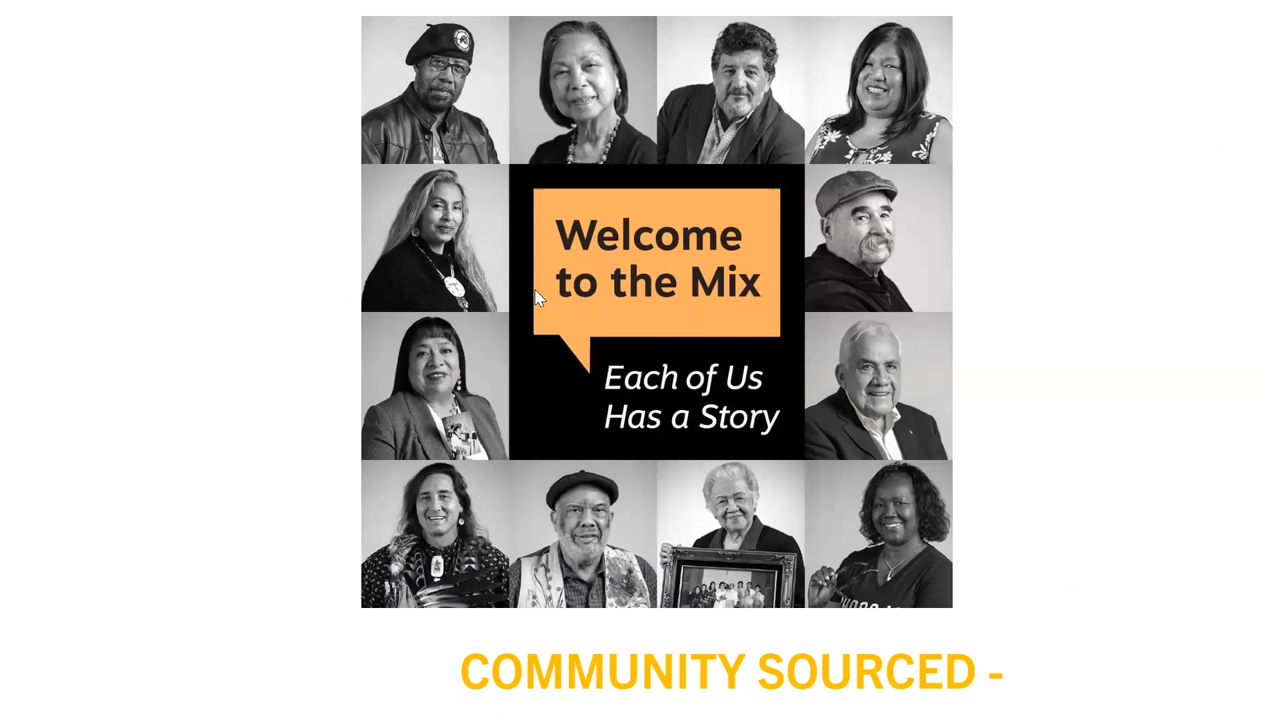 Welcome
to the Mix
Each of Us
Has a Story
COMMUNITY SOURCED -